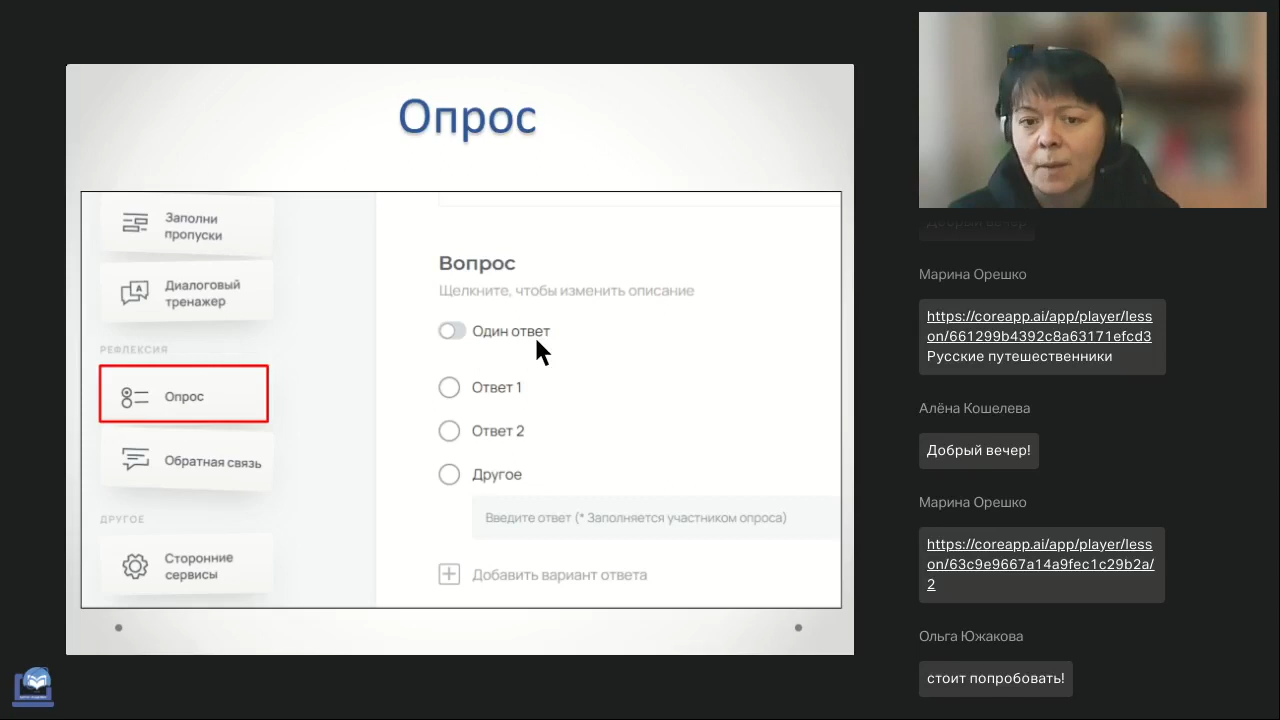 Опрос
Заполни
пропуски
Диалоговый
тренажер
РЕФЛЕКСИЯ
Опрос
Обратная связь
ДРУГОЕ
Сторонние
сервисы
Вопрос
Щелкните, чтобы изменить описание
Один ответ
Ответ 1
Ответ 2
Другое
Введите ответ (* Заполняется участником опроса)
Добавить вариант ответа
Добрый вечер
Марина Орешко
https://coreapp.ai/app/player/less
on/661299b4392c8a63171efcd3
Русские путешественники
Алёна Кошелева
Добрый вечер!
Марина Орешко
https://coreapp.ai/app/player/less
on/63c9e9667a14a9fec1c29b2a/
2
Ольга Южакова
стоит попробовать!